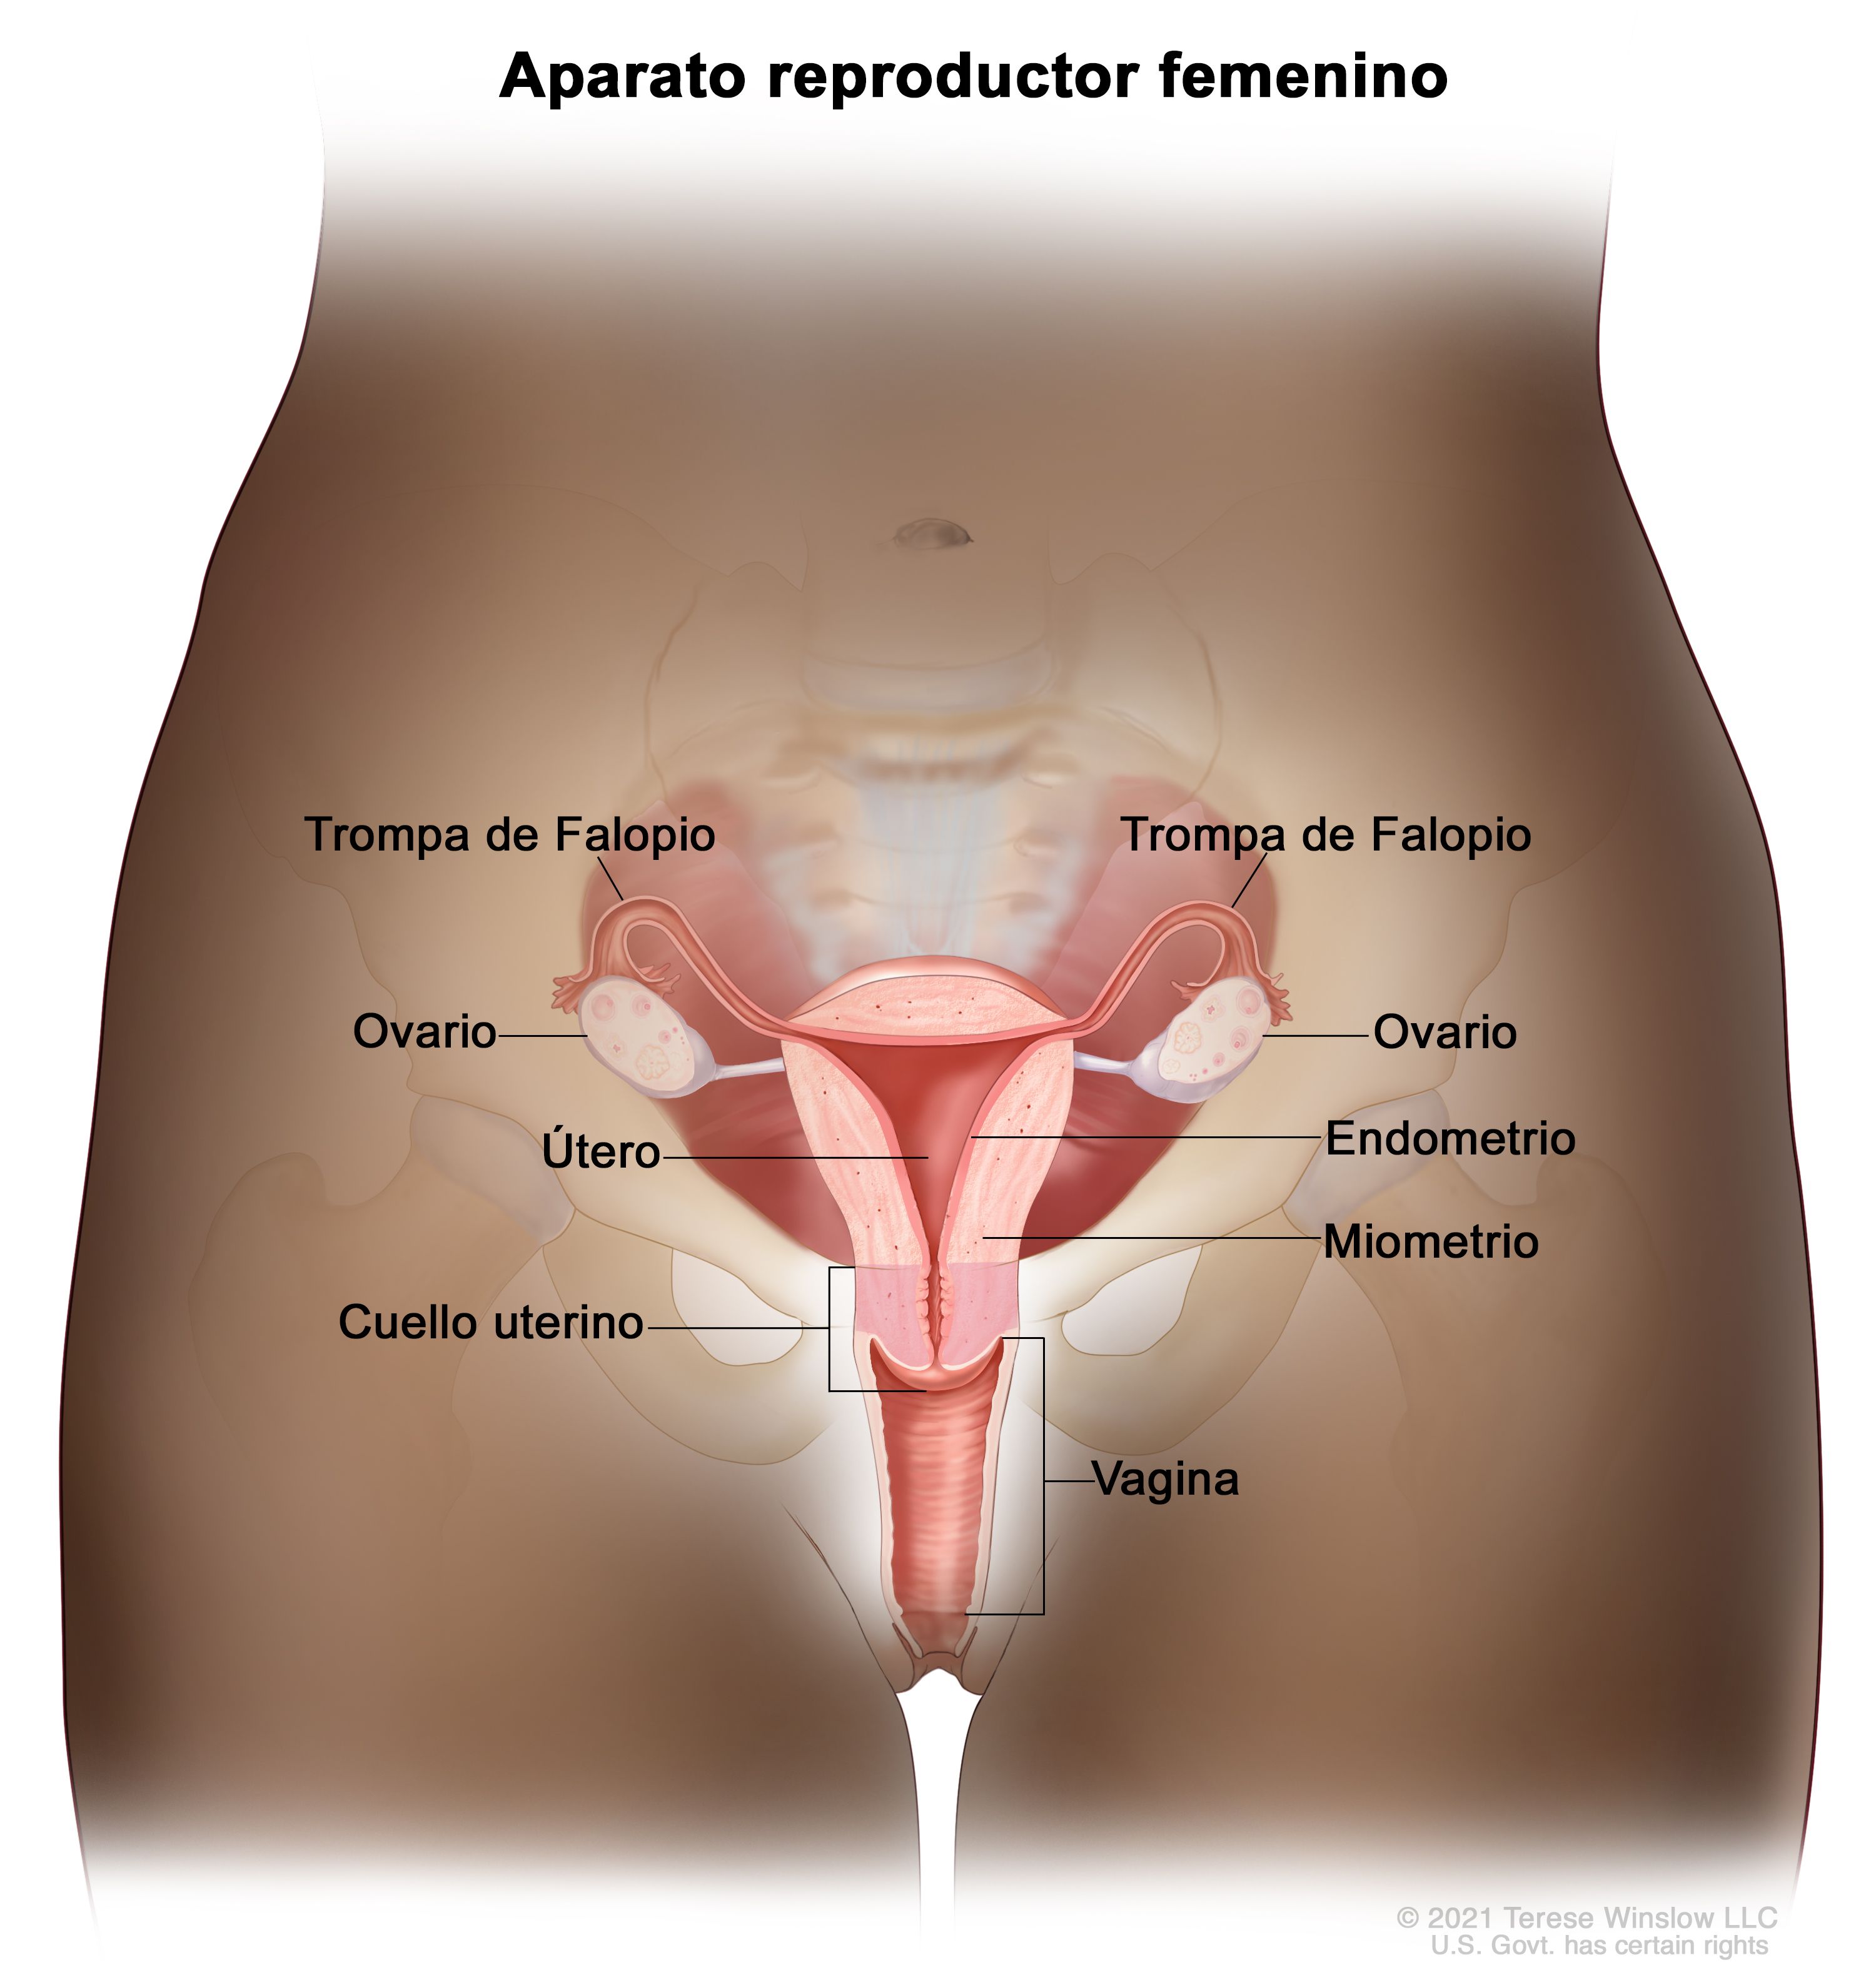 Aparato reproductor femenino
Trompa de Falopio
Trompa de Falopio
Ovario
Ovario
Endometrio
Útero
Miometrio
Cuello uterino
Vagina
© 2021 Terese Winslow LLC
U.S. Govt. has certain rights